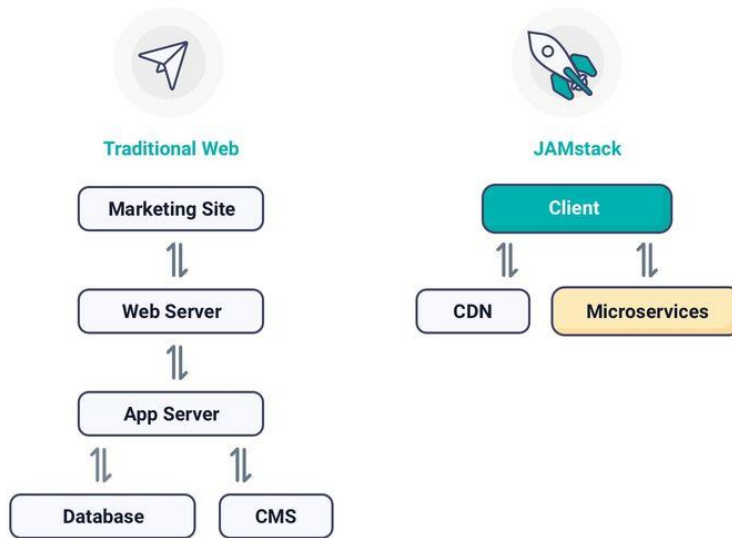 Traditional Web
Marketing Site
Web Server
App Server
Database
CMS
JAMstack
Client
CDN
Microservices